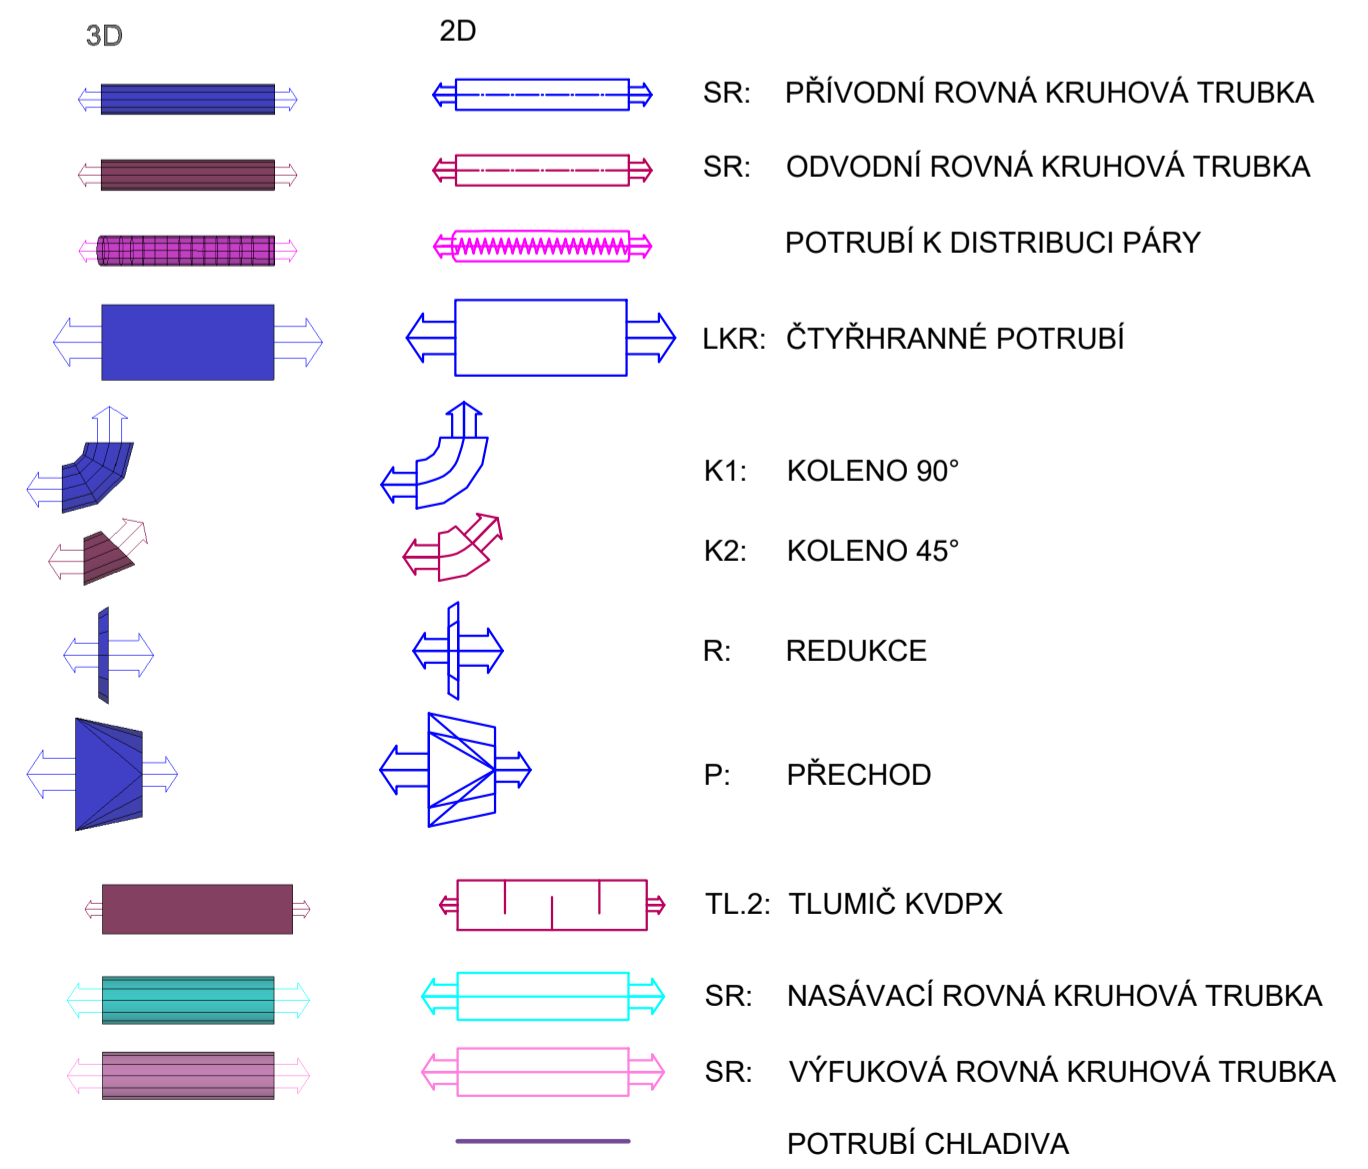 3D 2D
SR: PŘÍVODNÍ ROVNÁ KRUHOVÁ TRUBKA
SR: ODVODNÍ ROVNÁ KRUHOVÁ TRUBKA
POTRUBÍ K DISTRIBUCI PÁRY
LKR: ČTYŘHRANNÉ POTRUBÍ
K1: KOLENO 90°
K2: KOLENO 45°
R: REDUKCE
P: PŘECHOD
TL.2: TLUMIČ KVDPX
SR: NASÁVACÍ ROVNÁ KRUHOVÁ TRUBKA
SR: VÝFUKOVÁ ROVNÁ KRUHOVÁ TRUBKA
POTRUBÍ CHLADIVA